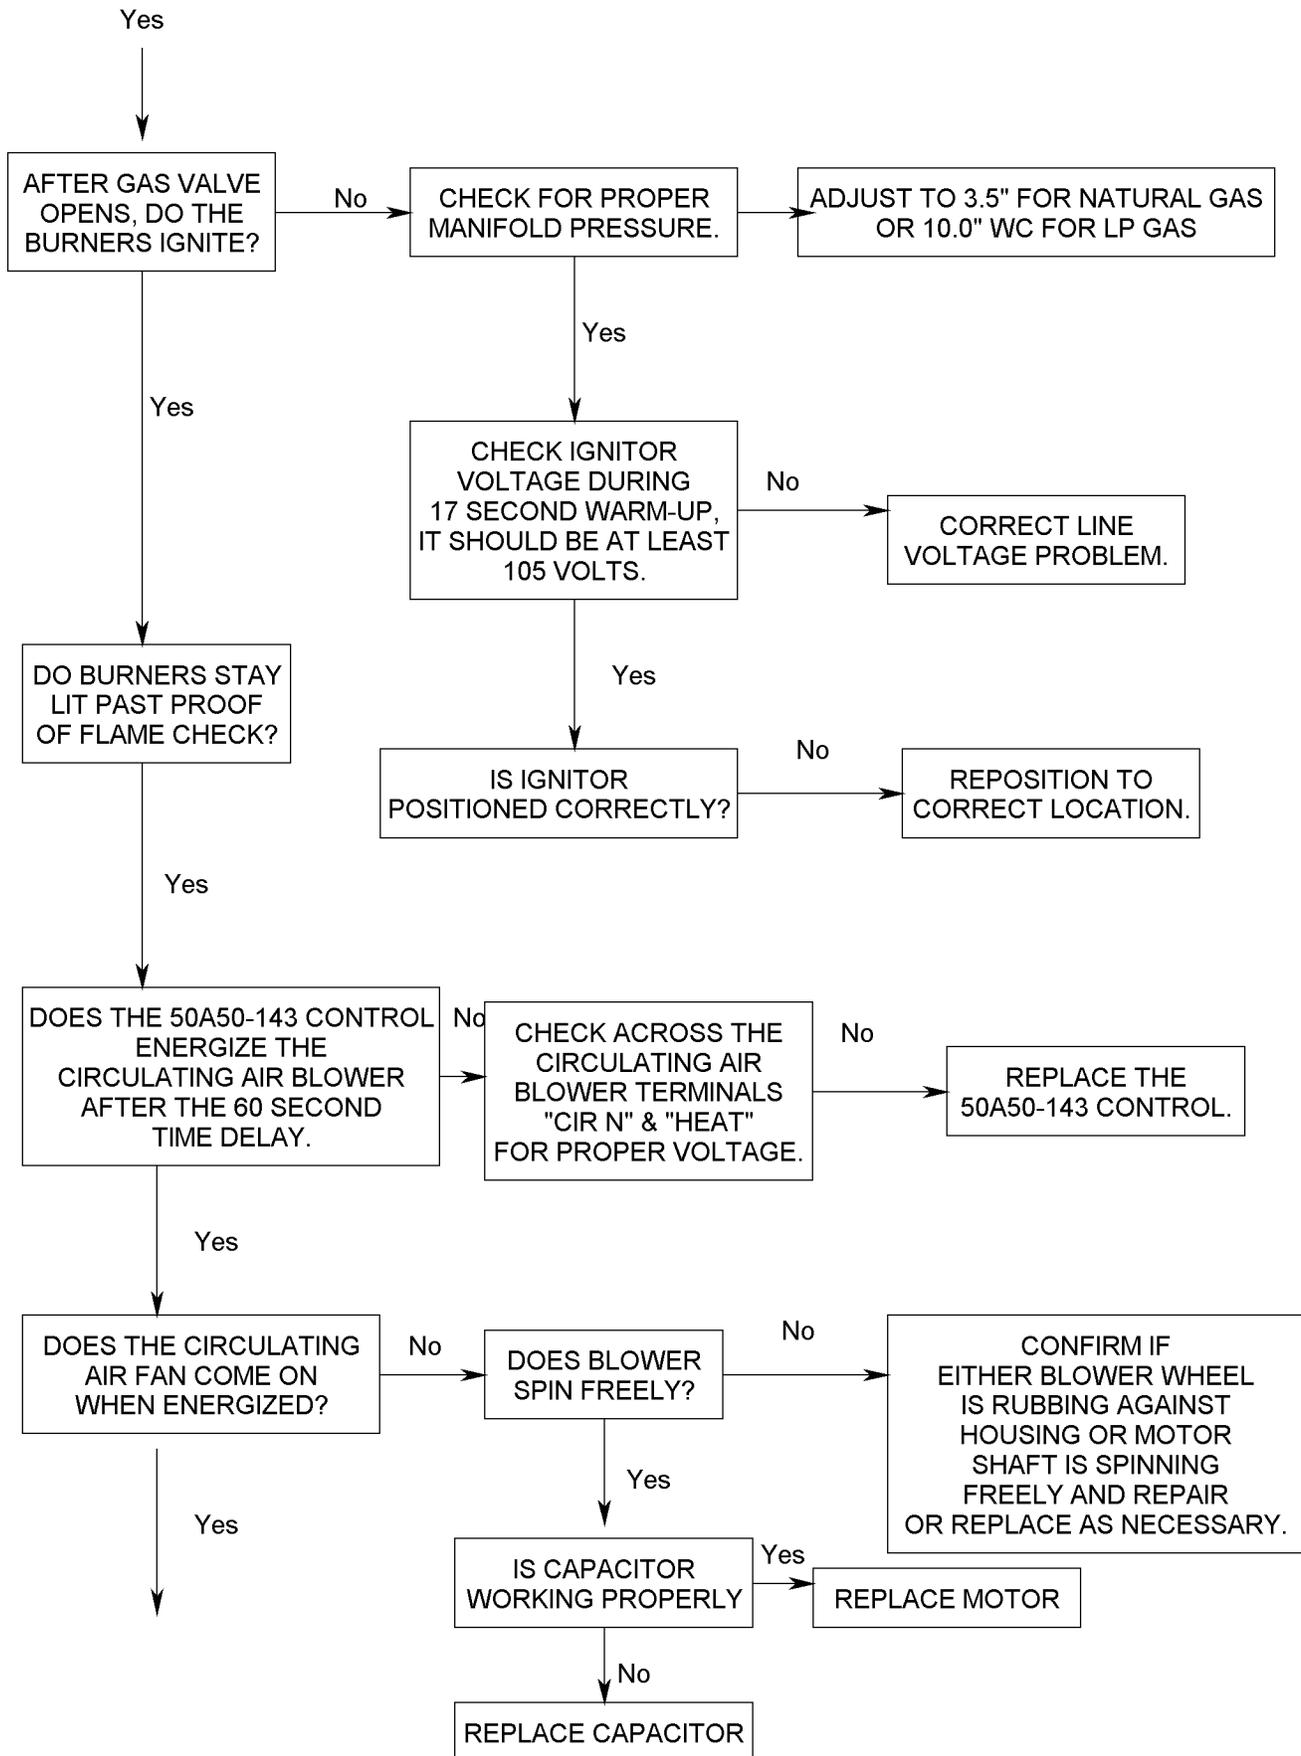 Yes
AFTER GAS VALVE
OPENS, DO THE
BURNERS IGNITE?
No
CHECK FOR PROPER
MANIFOLD PRESSURE.
ADJUST TO 3.5" FOR NATURAL GAS
OR 10.0" WC FOR LP GAS
Yes
Yes
CHECK IGNITOR
VOLTAGE DURING
17 SECOND WARM-UP,
IT SHOULD BE AT LEAST
105 VOLTS.
No
CORRECT LINE
VOLTAGE PROBLEM.
Yes
DO BURNERS STAY
LIT PAST PROOF
OF FLAME CHECK?
IS IGNITOR
POSITIONED CORRECTLY?
No
REPOSITION TO
CORRECT LOCATION.
Yes
DOES THE 50A50-143 CONTROL
ENERGIZE THE
CIRCULATING AIR BLOWER
AFTER THE 60 SECOND
TIME DELAY.
No
CHECK ACROSS THE
CIRCULATING AIR
BLOWER TERMINALS
"CIR N" & "HEAT"
FOR PROPER VOLTAGE.
No
REPLACE THE
50A50-143 CONTROL.
Yes
DOES THE CIRCULATING
AIR FAN COME ON
WHEN ENERGIZED?
No
DOES BLOWER
SPIN FREELY?
No
CONFIRM IF
EITHER BLOWER WHEEL
IS RUBBING AGAINST
HOUSING OR MOTOR
SHAFT IS SPINNING
FREELY AND REPAIR
OR REPLACE AS NECESSARY.
Yes
Yes
IS CAPACITOR
WORKING PROPERLY
Yes
REPLACE MOTOR
No
REPLACE CAPACITOR